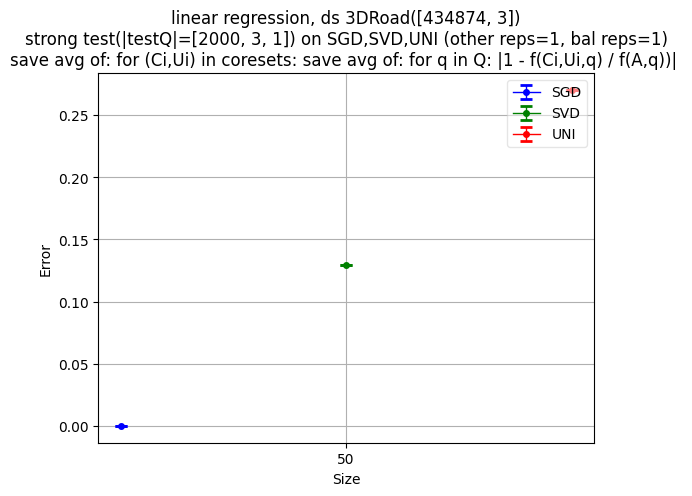 linear regression, ds 3DRoad([434874, 3])
strong test(|testQ|=[2000, 3, 1]) on SGD,SVD,UNI (other reps=1, bal reps=1)
save avg of: for (Ci,Ui) in coresets: save avg of: for q in Q: |1 - f(Ci,Ui,q) / f(A,q))|
SGD
SVD
UNI
0.25
0.20
0.15
0.10
0.05
0.00
Error
50
Size